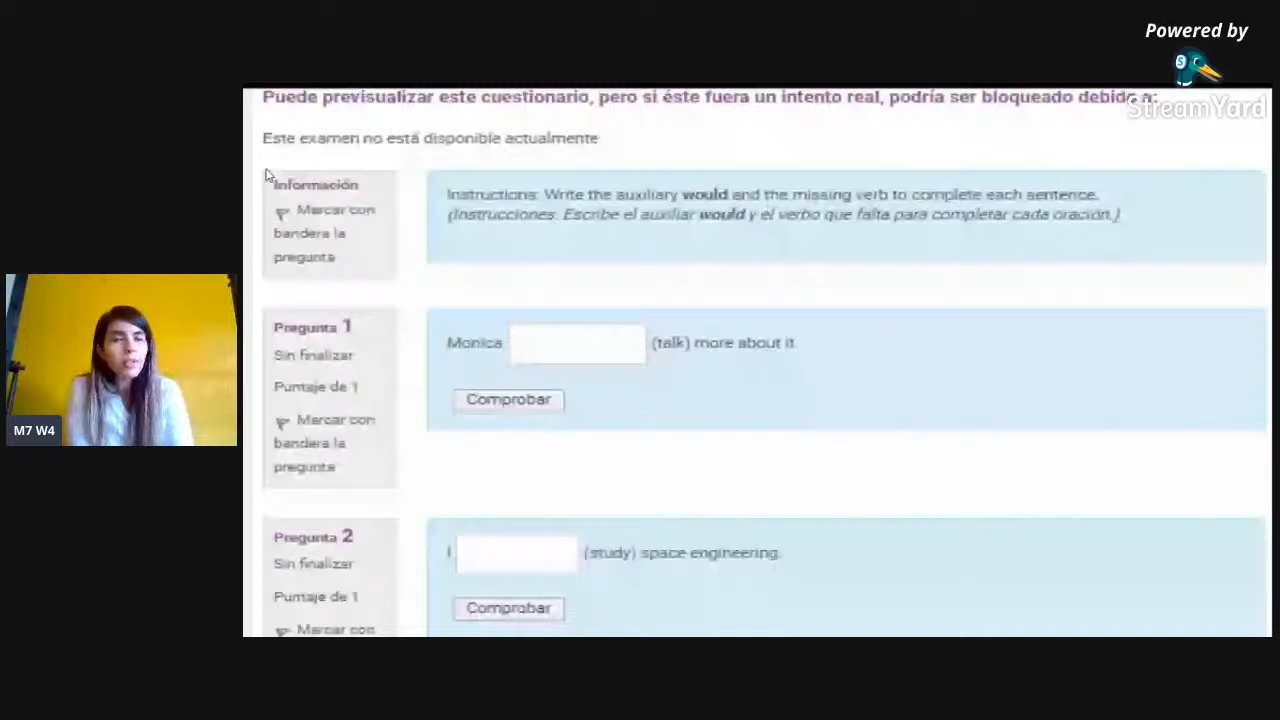 Powered by
StreamYard
Puede previsualizar este cuestionario, pero si éste fuera un intento real, podría ser bloqueado debido a:
Este examen no está disponible actualmente
Información
Marcar con
bandera la
pregunta
Instructions: Write the auxiliary would and the missing verb to complete each sentence.
(Instrucciones: Escribe el auxiliar would y el verbo que falta para completar cada oración.)
Pregunta 1
Sin finalizar
Puntaje de 1
Marcar con
bandera la
pregunta
Monica (talk) more about it
Comprobar
Pregunta 2
Sin finalizar
Puntaje de 1
Marcar con
I (study) space engineering.
Comprobar
M7 W4